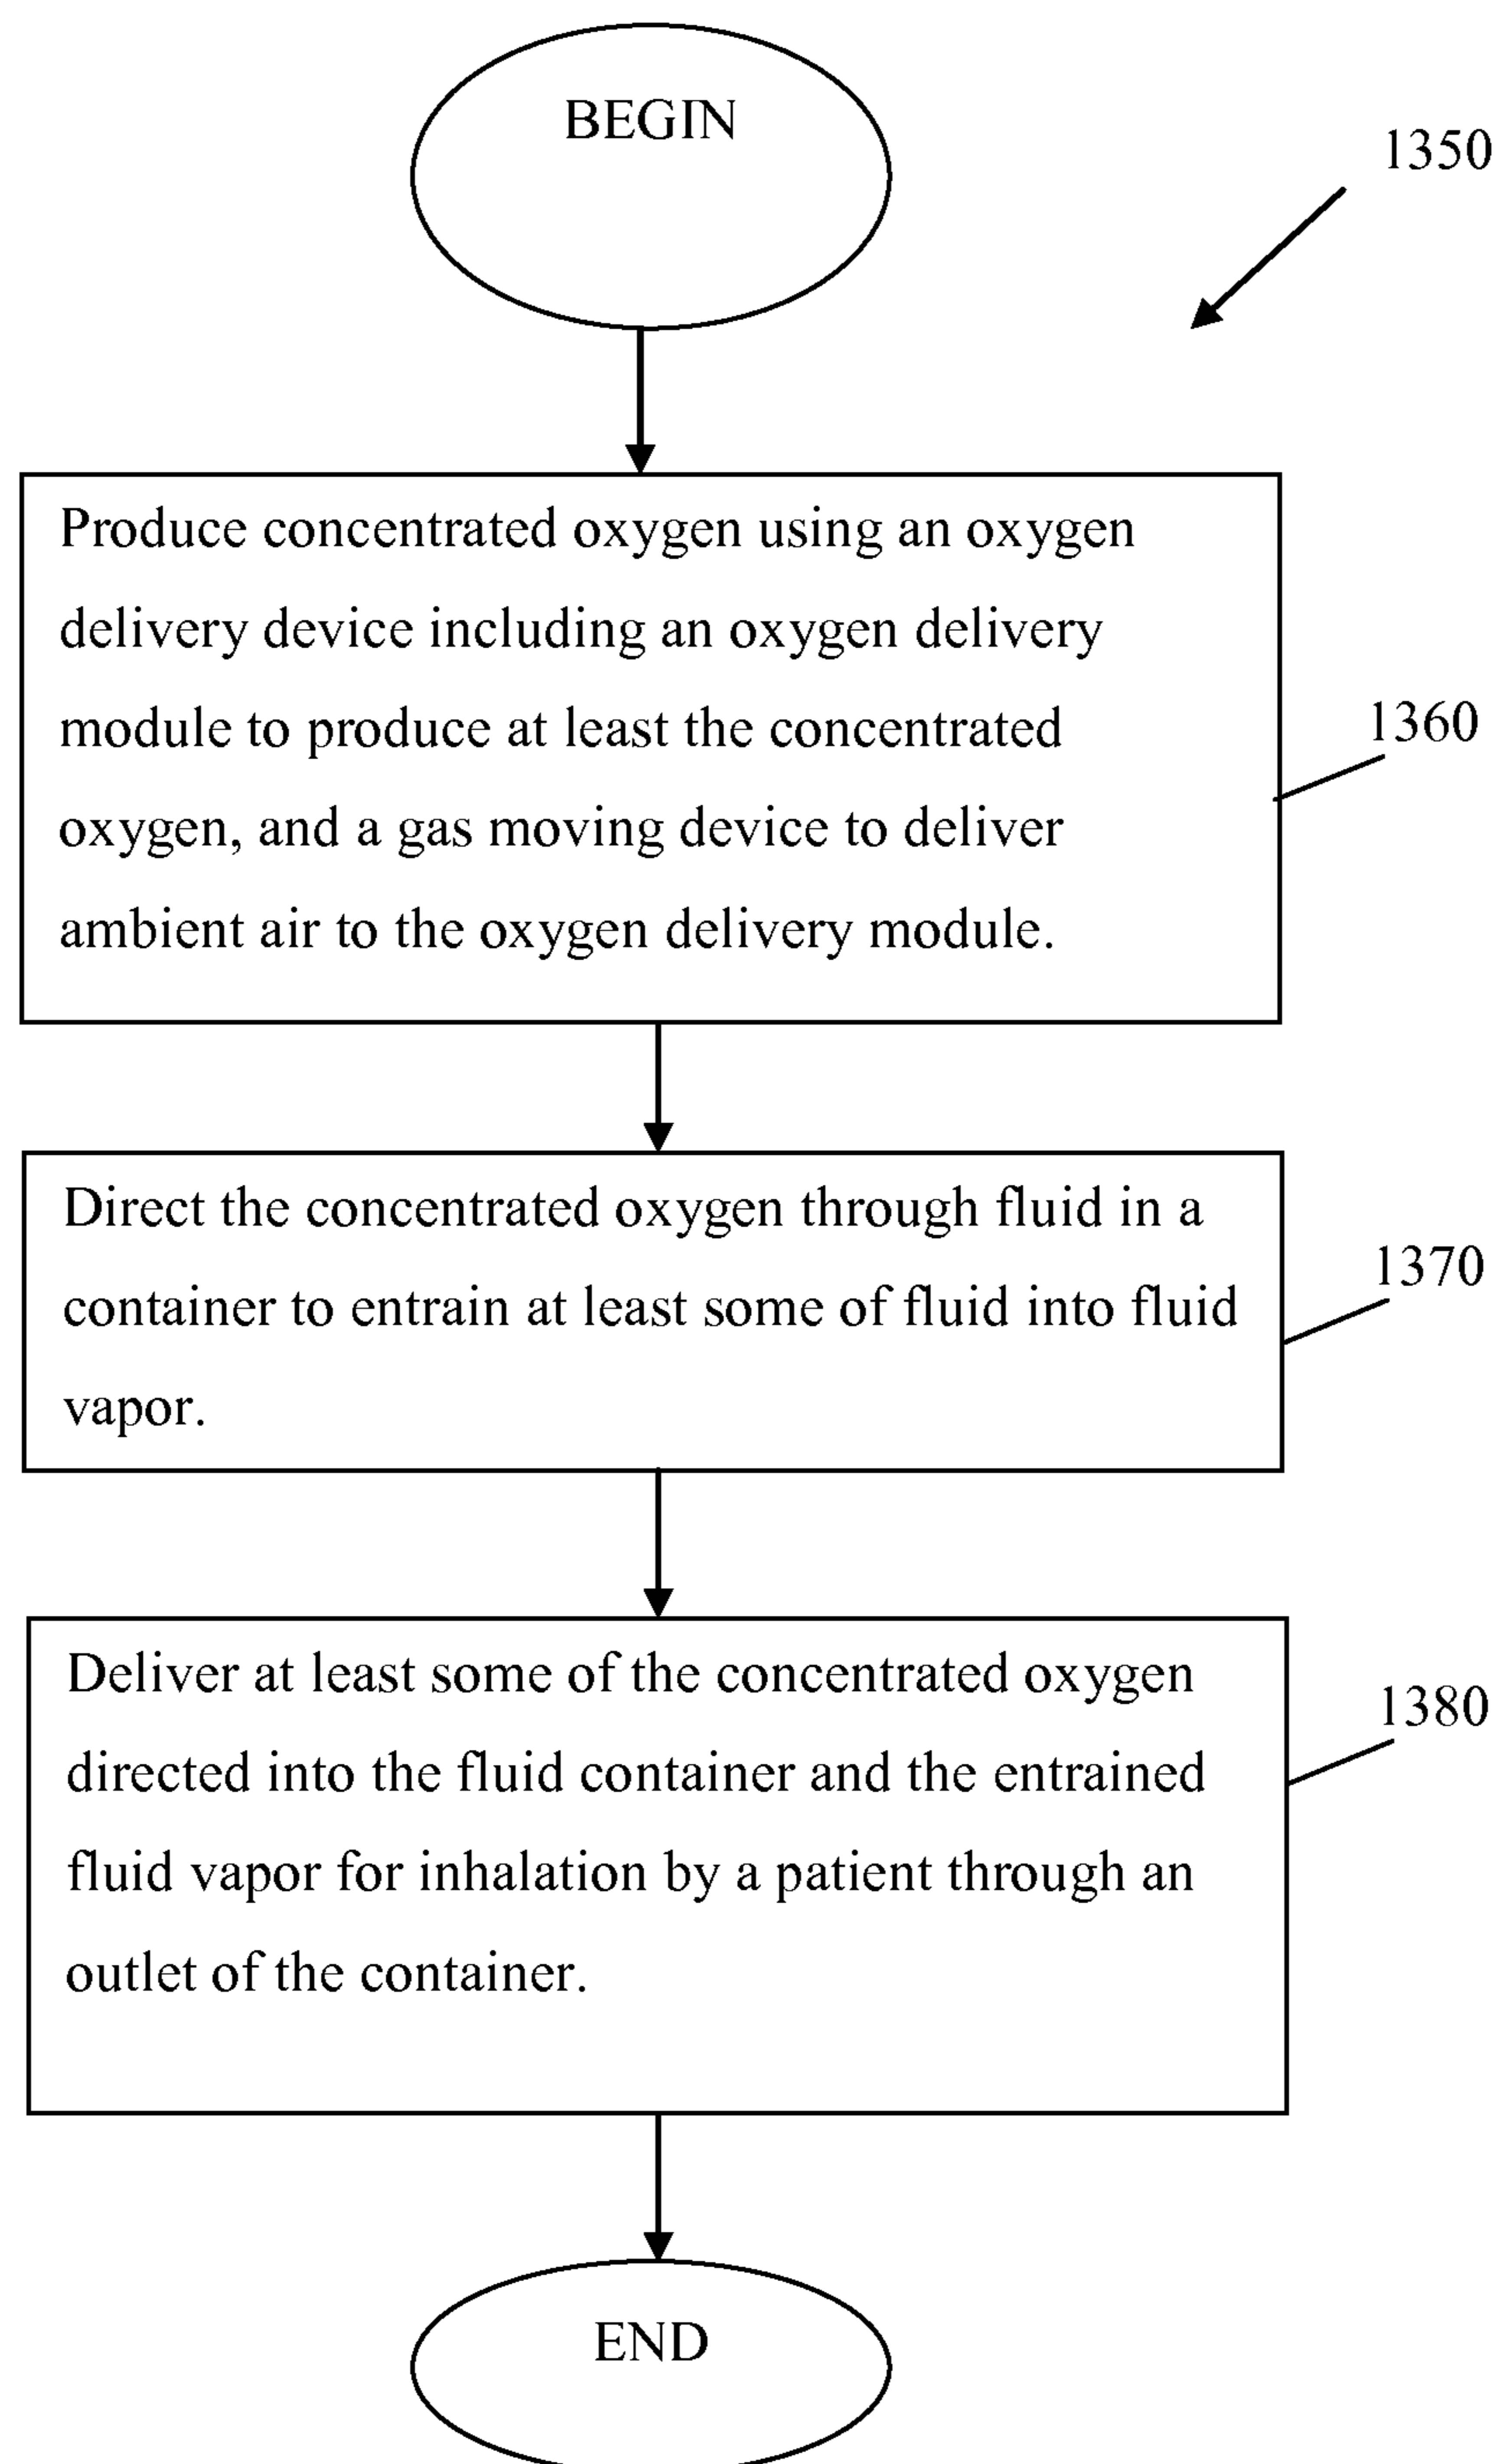 BEGIN
1350
Produce concentrated oxygen using an oxygen
delivery device including an oxygen delivery
module to produce at least the concentrated
oxygen, and a gas moving device to deliver
ambient air to the oxygen delivery module.
1360
Direct the concentrated oxygen through fluid in a
container to entrain at least some of fluid into fluid
vapor.
1370
Deliver at least some of the concentrated oxygen
directed into the fluid container and the entrained
fluid vapor for inhalation by a patient through an
outlet of the container.
1380
END